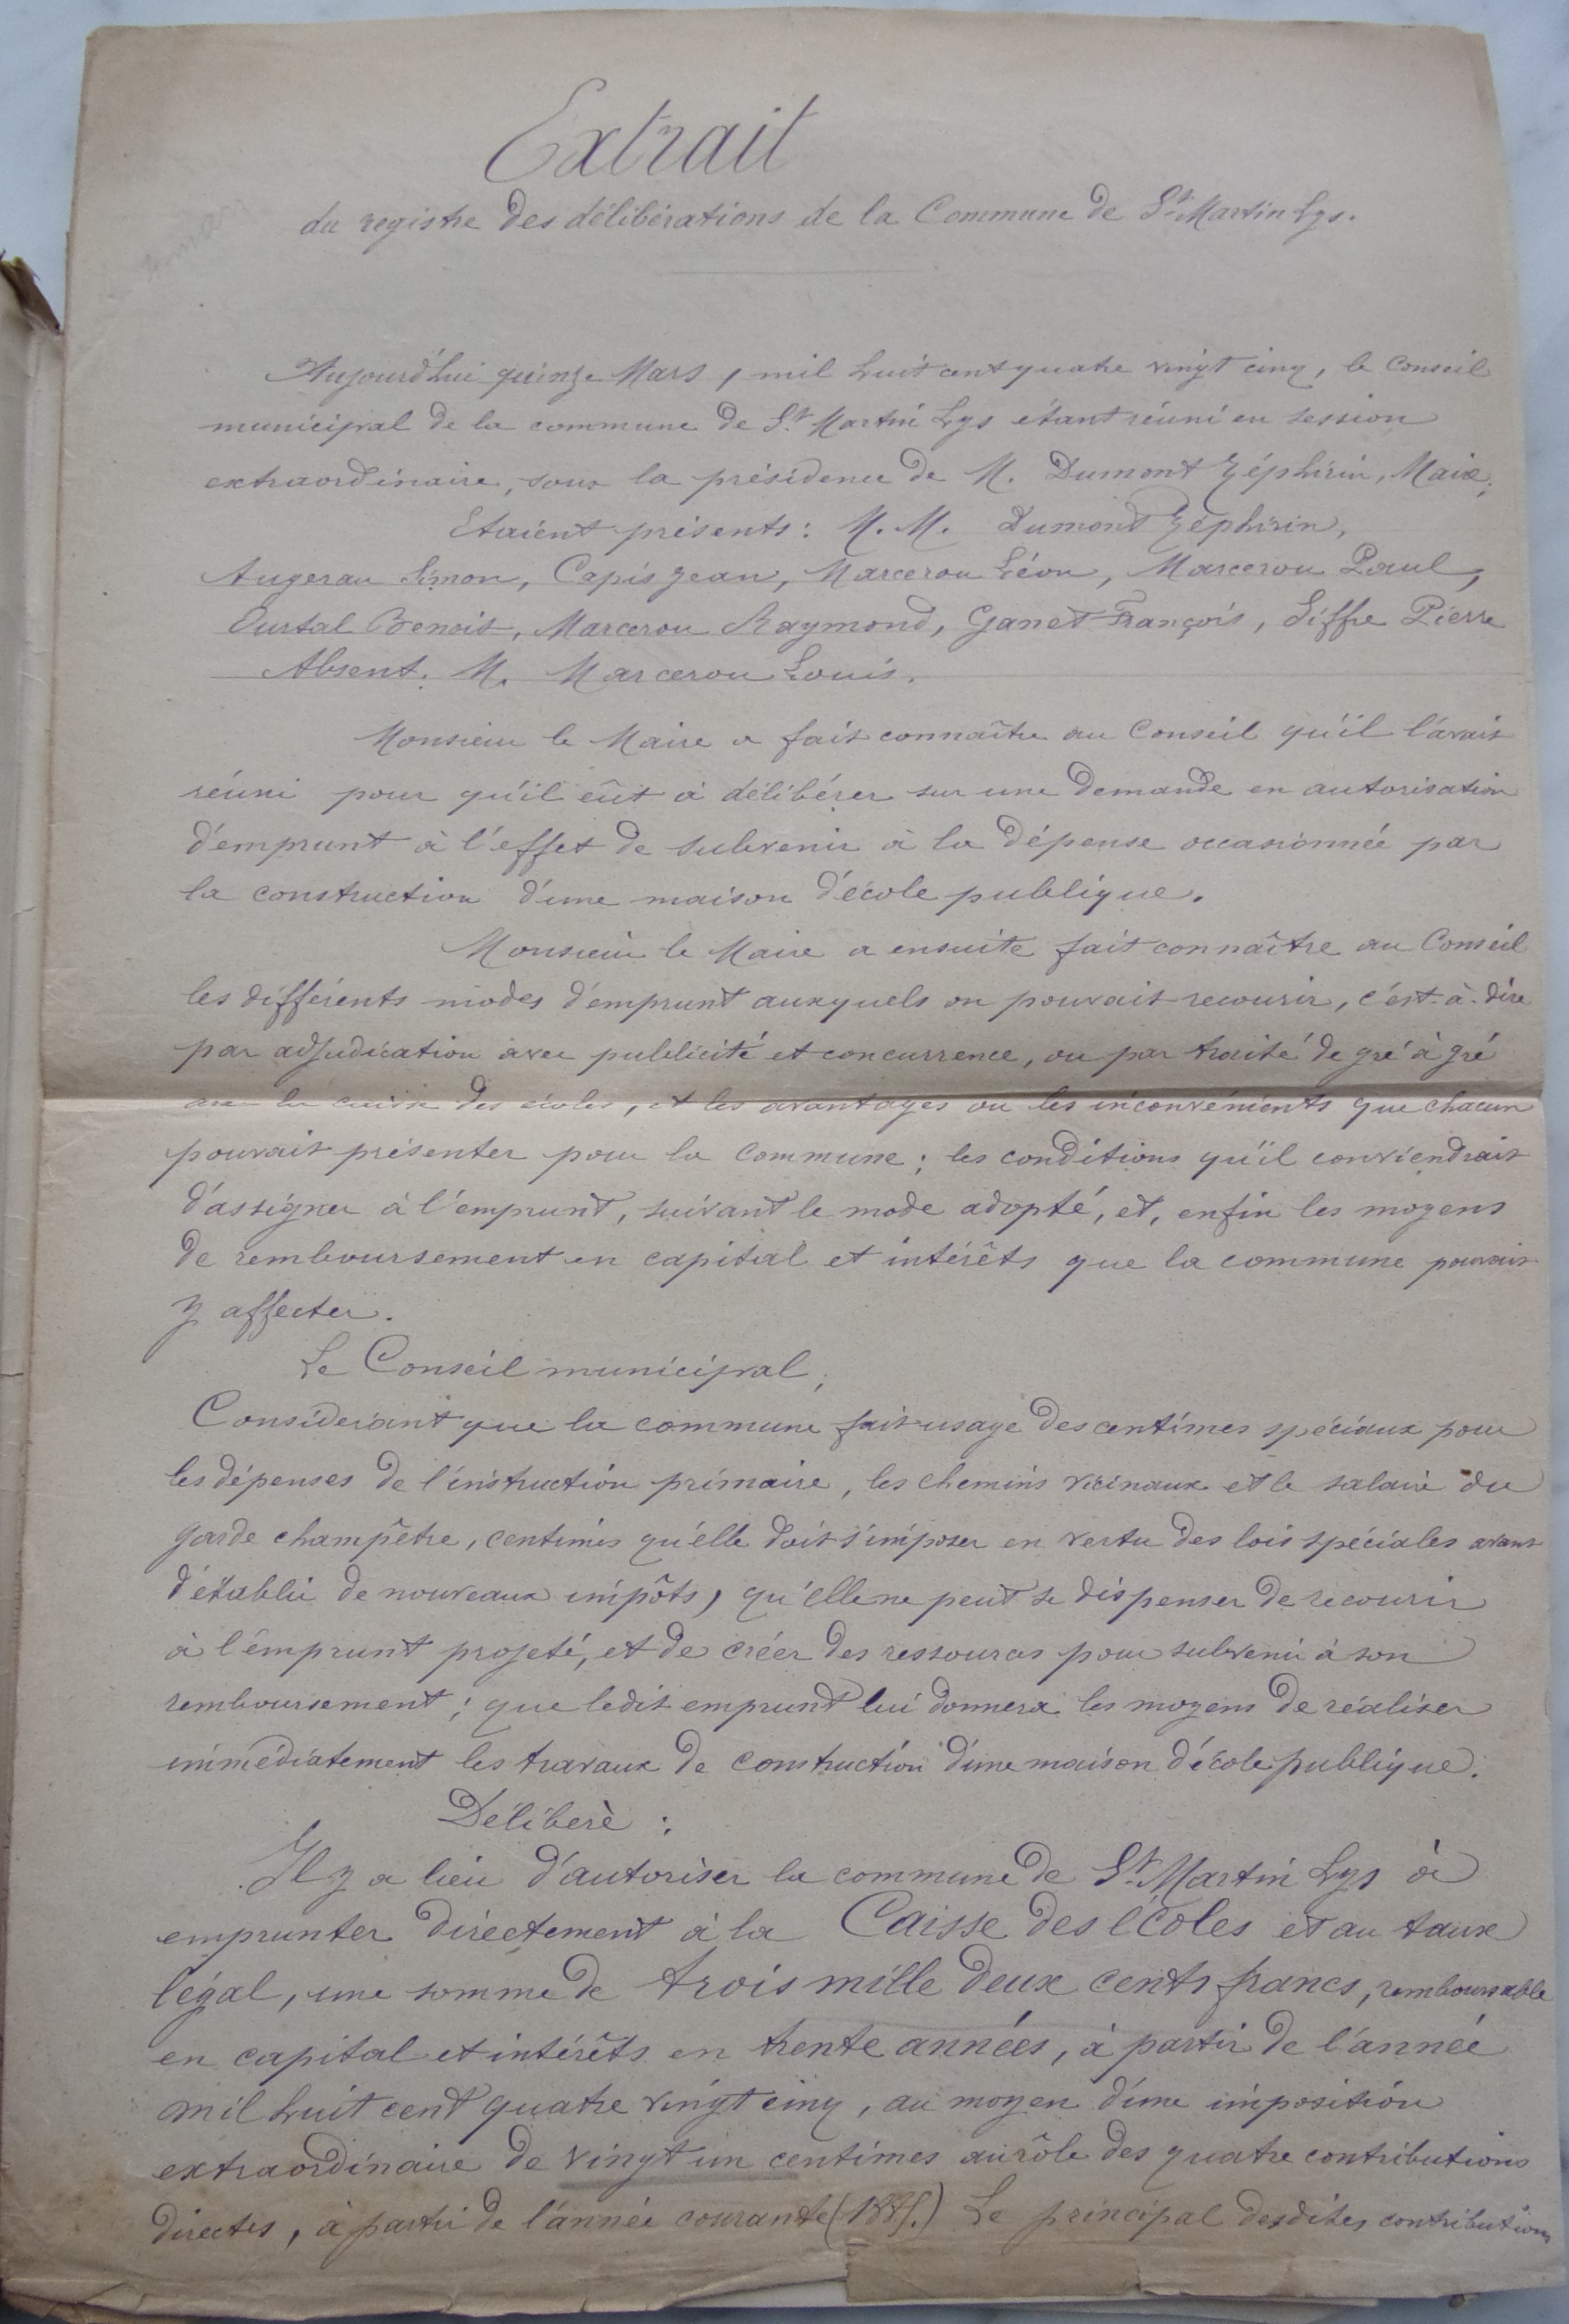 Extrait
du registre des délibérations de la Commune de St. Martin Lys.
Aujourd'hui quinze Mars, mil huit cent quatre vingt cinq, le Conseil
municipal de la commune de St. Martin Lys étant réuni en session
extraordinaire, sous la présidence de M. Dumont Zéphirin, Maire;
Etaient présents: M. M. Dumont Zéphirin,
Augerau Simon, Capis Jean, Marcerou Léon, Marcerou Paul,
Ourtal Benoit, Marcerou Raymond, Ganet François, Siffre Pierre
Absent. M. Marcerou Louis.
Monsieur le Maire a fait connaître au Conseil qu'il l'avait
réuni pour qu'il eût à délibérer sur une demande en autorisation
d'emprunt à l'effet de subvenir à la dépense occasionnée par
la construction d'une maison d'école publique.
Monsieur le Maire a ensuite fait connaître au Conseil
les différents modes d'emprunt auxquels on pouvait recourir, c'est-à-dire
par adjudication avec publicité et concurrence, ou par traité de gré à gré
avec la caisse des écoles, et les avantages ou les inconvénients que chacun
pouvait présenter pour la commune; les conditions qu'il conviendrait
d'assigner à l'emprunt, suivant le mode adopté, et, enfin les moyens
de remboursement en capital et intérêts que la commune pouvait
y affecter.
Le Conseil municipal,
Considérant que la commune fait usage des centimes spéciaux pour
les dépenses de l'instruction primaire, les chemins vicinaux et le salaire du
garde champêtre, centimes qu'elle doit s'imposer en vertu des lois spéciales avant
d'établir de nouveaux impôts, qu'elle ne peut se dispenser de recourir
à l'emprunt projeté, et de créer des ressources pour subvenir à son
remboursement; que ledit emprunt lui donnera les moyens de réaliser
immédiatement les travaux de construction d'une maison d'école publique.
Délibère:
Il y a lieu d'autoriser la commune de St. Martin Lys à
emprunter directement à la Caisse des Écoles et au taux
légal, une somme de trois mille deux cents francs, remboursable
en capital et intérêts en trente années, à partir de l'année
mil huit cent quatre vingt cinq, au moyen d'une imposition
extraordinaire de vingt un centimes au rôle des quatre contributions
directes, à partir de l'année courante (1885.) Le principal desdites contributions